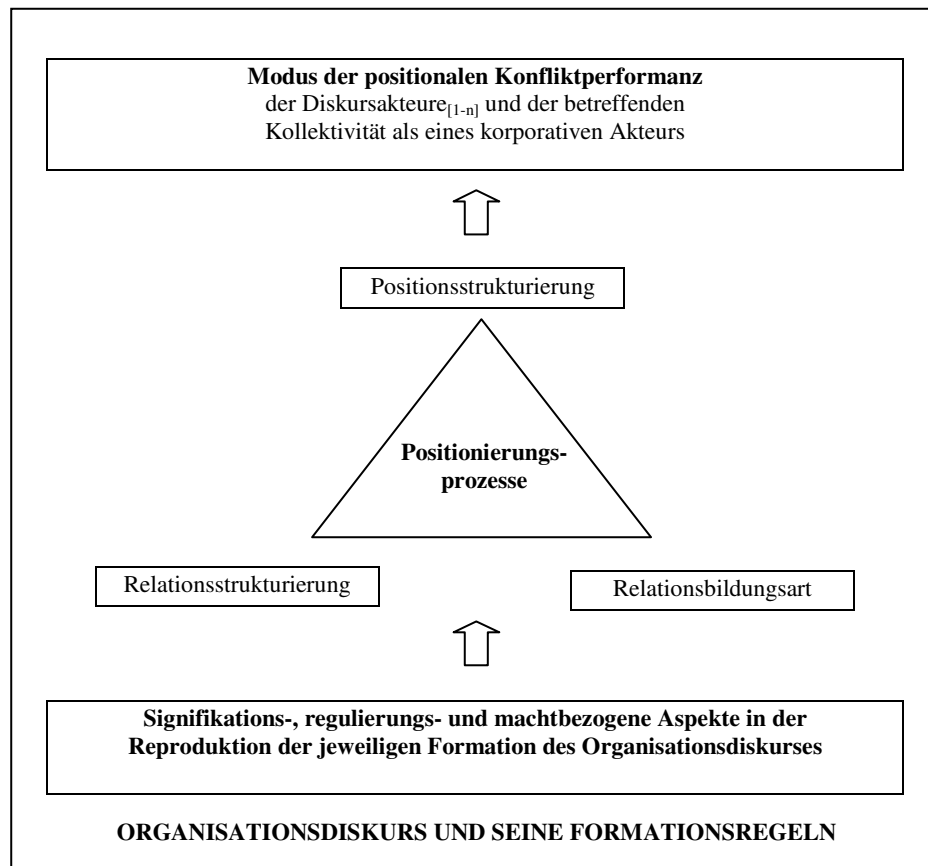 Modus der positionalen Konfliktperformanz
der Diskursakteure[1-n] und der betreffenden
Kollektivität als eines korporativen Akteurs
Positionsstrukturierung
Positionierungs-
prozesse
Relationsstrukturierung
Relationsbildungsart
Signifikations-, regulierungs- und machtbezogene Aspekte in der
Reproduktion der jeweiligen Formation des Organisationsdiskurses
ORGANISATIONSDISKURS UND SEINE FORMATIONSREGELN